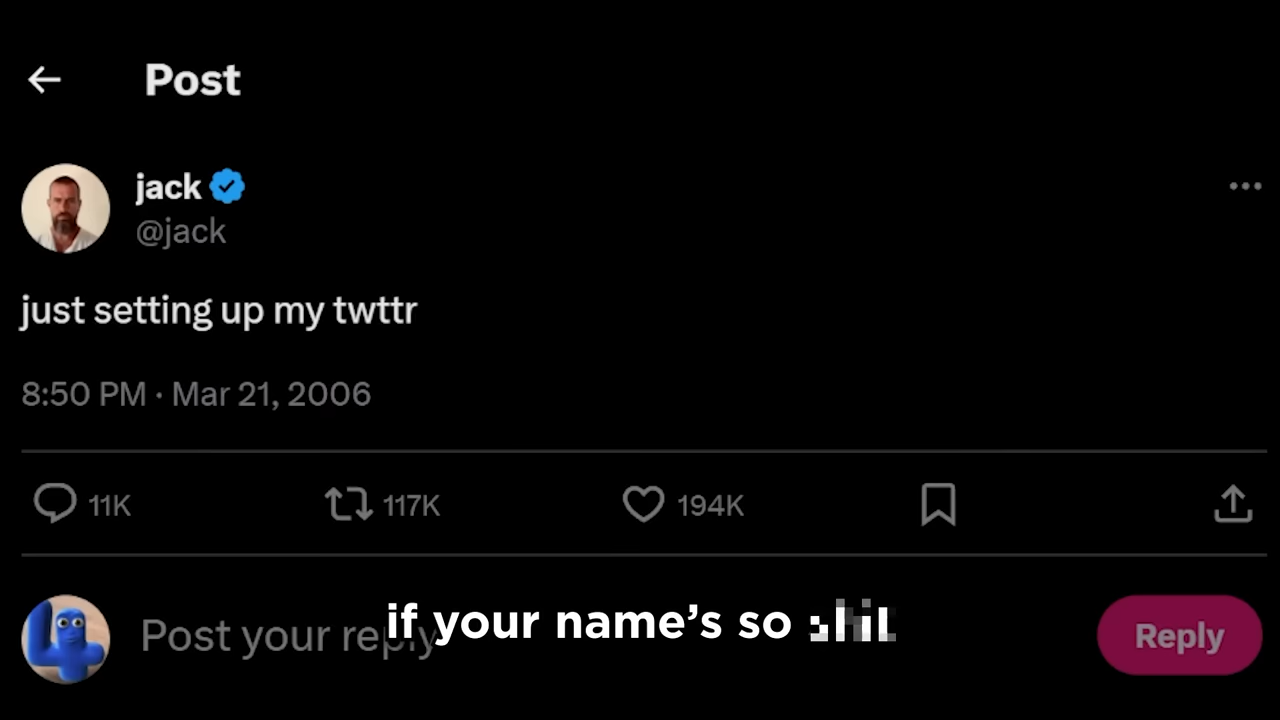 Post
jack
@jack
just setting up my twttr
8:50 PM · Mar 21, 2006
11K 117K 194K
Post your reply
if your name's so
Reply